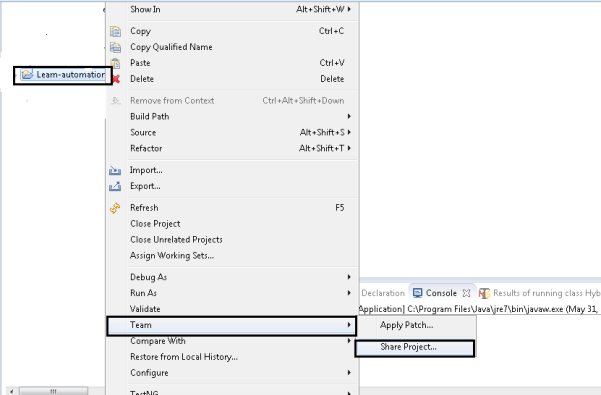 Show In Alt+Shift+W
Copy Ctrl+C
Copy Qualified Name
Paste Ctrl+V
Learn-automation
Delete Delete
Remove from Context Ctrl+Alt+Shift+Down
Build Path
Source Alt+Shift+S
Refactor Alt+Shift+T
Import...
Export...
Refresh F5
Close Project
Close Unrelated Projects
Assign Working Sets...
Debug As
Run As
Declaration Console Results of running class Hyb
Validate
Application] C:\Program Files\Java\jre7\bin\javaw.exe (May 31,
Team
Apply Patch...
Compare With
Share Project...
Restore from Local History...
Configure
TestNG